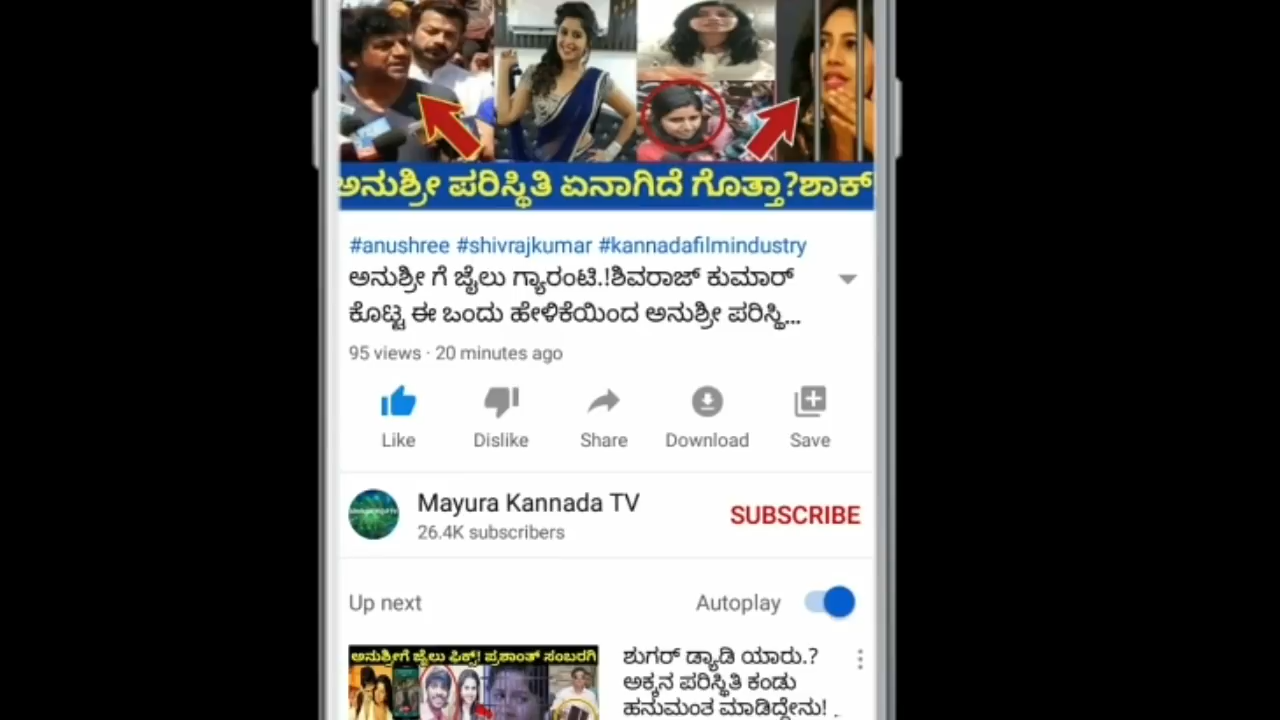 ಅನುಶ್ರೀ ಪರಿಸ್ಥಿತಿ ಏನಾಗಿದೆ ಗೊತ್ತಾ?ಶಾಕ್
#anushree #shivrajkumar #kannadafilmindustry
ಅನುಶ್ರೀ ಗೆ ಜೈಲು ಗ್ಯಾರಂಟಿ.!ಶಿವರಾಜ್ ಕುಮಾರ್
ಕೊಟ್ಟ ಈ ಒಂದು ಹೇಳಿಕೆಯಿಂದ ಅನುಶ್ರೀ ಪರಿಸ್ಥಿ...
95 views · 20 minutes ago
Like Dislike Share Download Save
Mayura Kannada TV
SUBSCRIBE
26.4K subscribers
Up next Autoplay
ಅನುಶ್ರೀಗೆ ಜೈಲು ಫಿಕ್ಸ್! ಪ್ರಶಾಂತ್ ಸಂಬರಗಿ
ಶುಗರ್ ಡ್ಯಾಡಿ ಯಾರು.?
ಅಕ್ಕನ ಪರಿಸ್ಥಿತಿ ಕಂಡು
ಹನುಮಂತ ಮಾಡಿದ್ದೇನು!